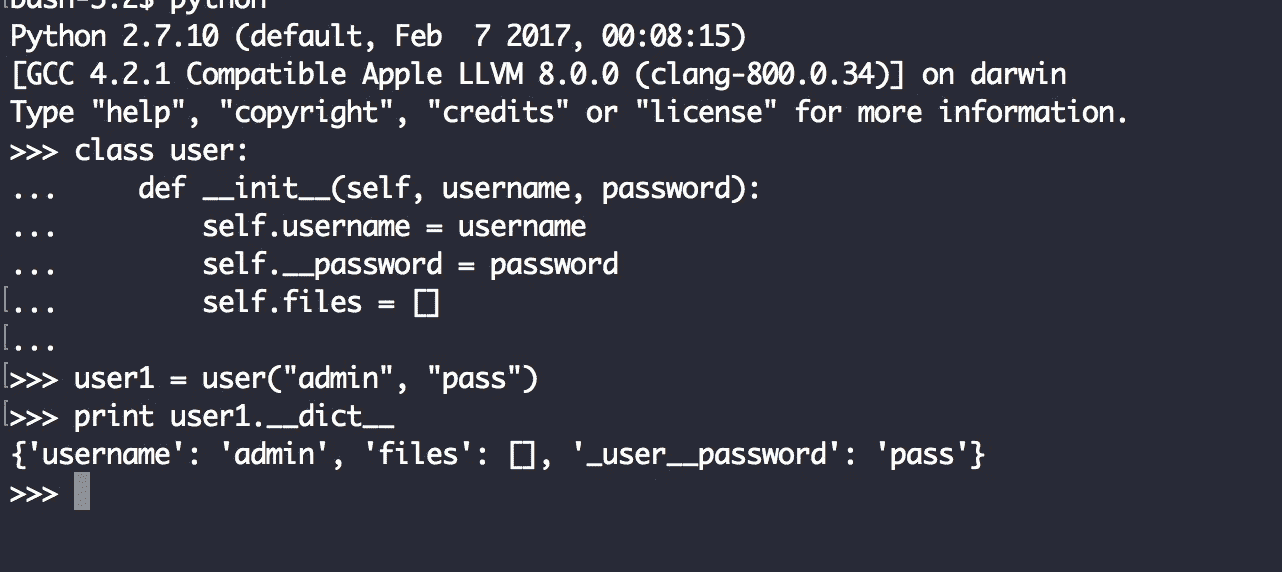 bash-3.2$ python
Python 2.7.10 (default, Feb  7 2017, 00:08:15)
[GCC 4.2.1 Compatible Apple LLVM 8.0.0 (clang-800.0.34)] on darwin
Type "help", "copyright", "credits" or "license" for more information.
>>> class user:
...     def __init__(self, username, password):
...         self.username = username
...         self.__password = password
[...         self.files = []
[...
[>>> user1 = user("admin", "pass")
[>>> print user1.__dict__
{'username': 'admin', 'files': [], '_user__password': 'pass'}
>>>